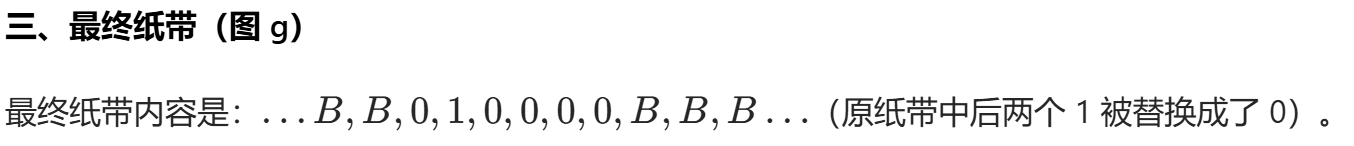 三、最终纸带（图 g）
最终纸带内容是：…B, B, 0, 1, 0, 0, 0, 0, B, B, B…（原纸带中后两个 1 被替换成了 0）。